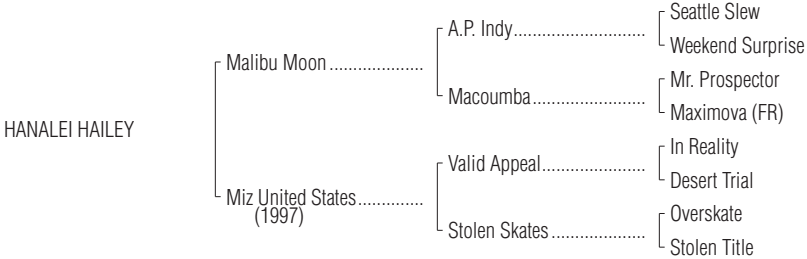 Seattle Slew
A.P. Indy............................
Weekend Surprise
Malibu Moon ....................
Mr. Prospector
Macoumba........................
Maximova (FR)
HANALEI HAILEY
In Reality
Valid Appeal......................
Desert Trial
Miz United States..............
(1997)
Overskate
Stolen Skates ....................
Stolen Title